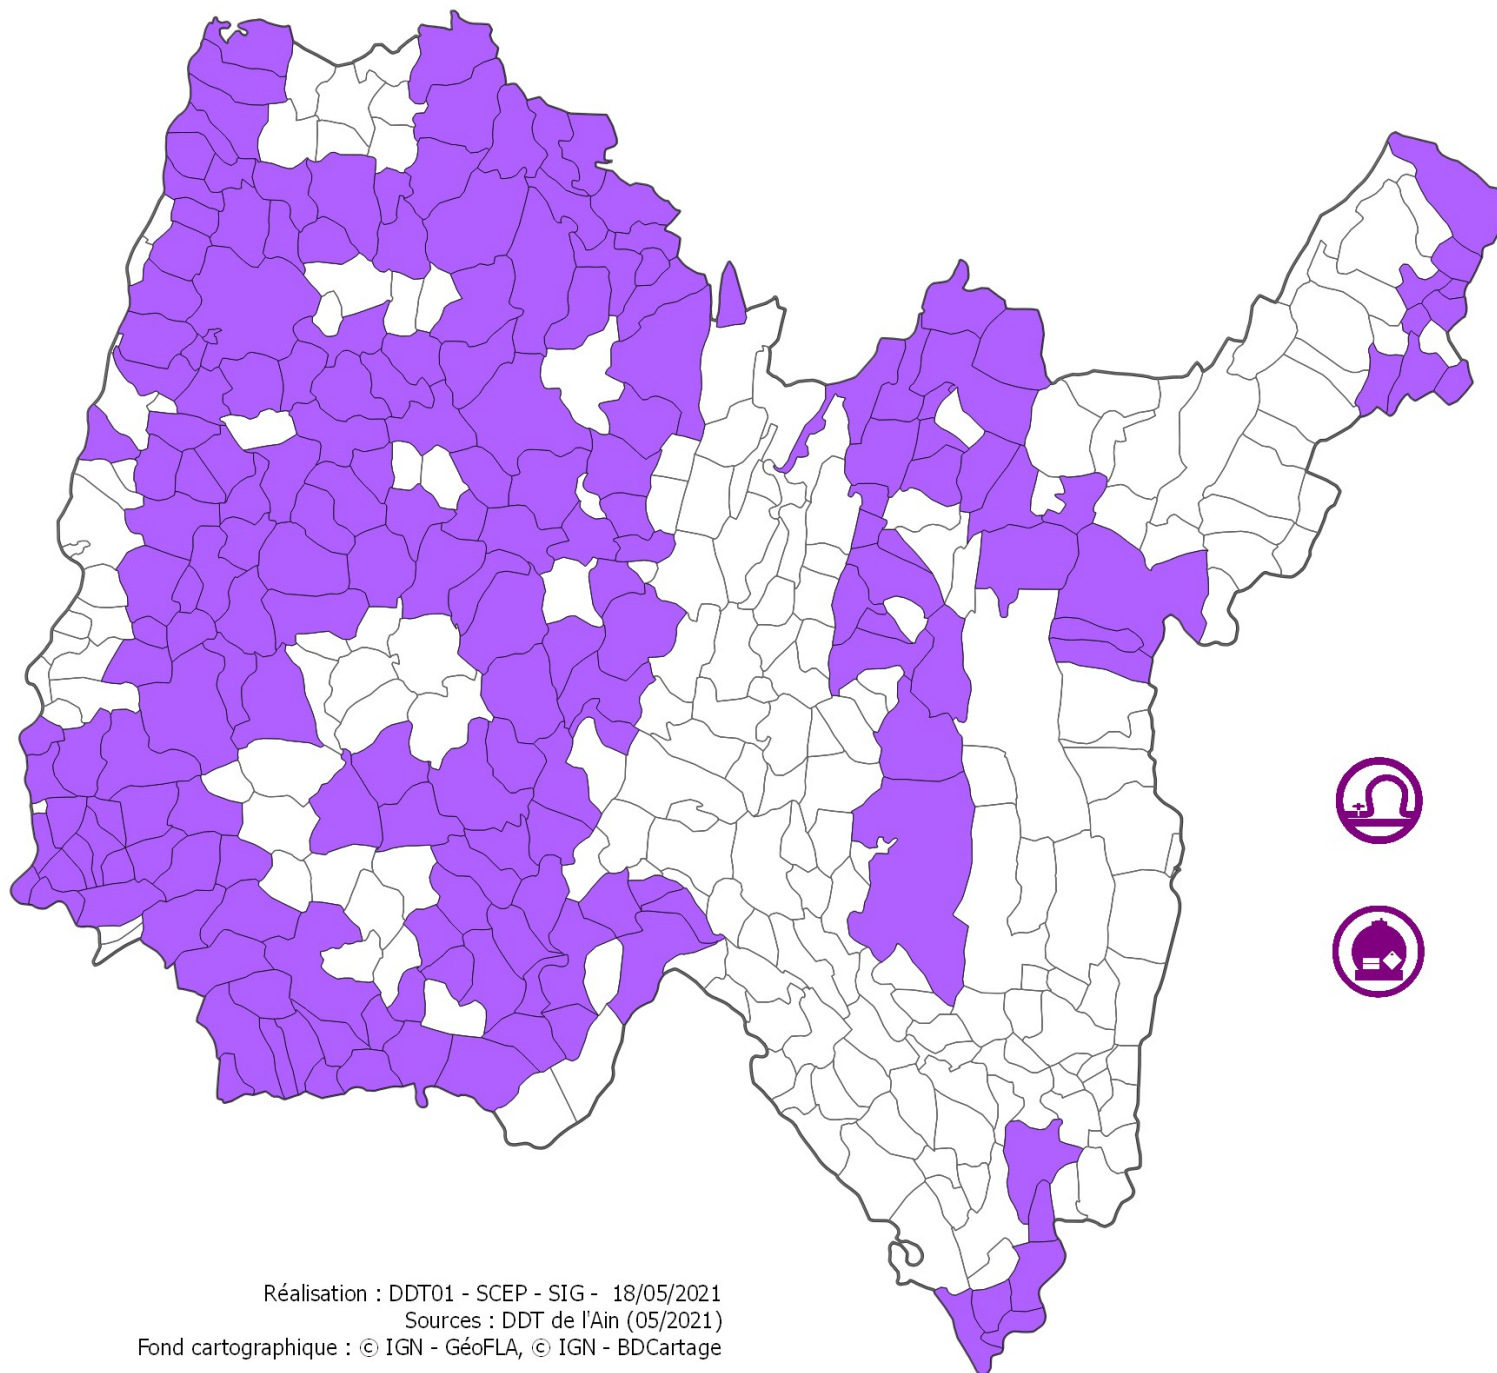 Réalisation : DDT01 - SCEP - SIG - 18/05/2021
Sources : DDT de l'Ain (05/2021)
Fond cartographique : © IGN - GéoFLA, © IGN - BDCartage